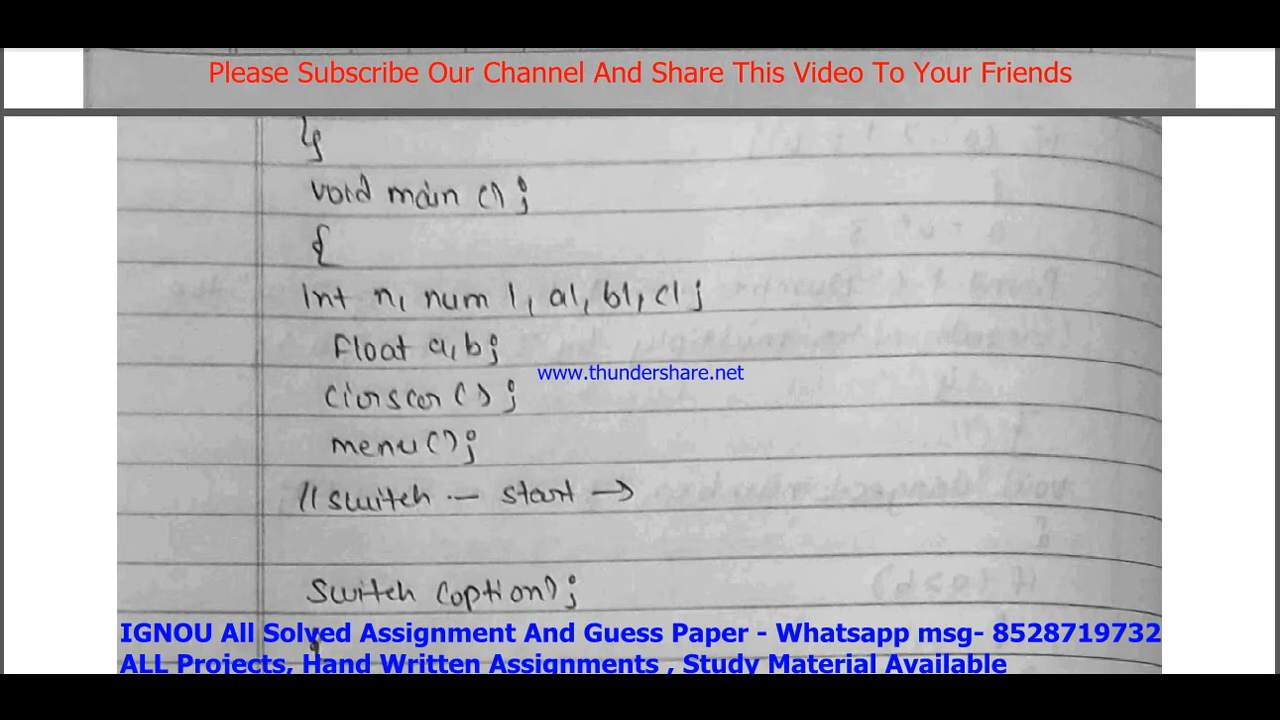 Please Subscribe Our Channel And Share This Video To Your Friends
}
void main ();
{
int n, num 1, a1, b1, c1;
float a, b;
www.thundershare.net
menu();
// switch — start →
switch (option);
IGNOU All Solved Assignment And Guess Paper - Whatsapp msg- 8528719732
ALL Projects, Hand Written Assignments , Study Material Available